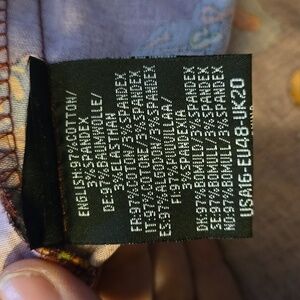 ENGLISH:97%COTTON/
3%SPANDEX
DE:97%BAUMWOLLE/
3%ELASTHAN
FR:97%COTON/3%SPANDEX
IT:97%COTONE/3%SPANDEX
ES:97%ALGODON/3%SPANDEX
FI:97%PUUVILLAA/
3%SPANDEXIA
DK:97%BOMULD/3%SPANDEX
SE:97%BOMULL/3%SPANDEX
NO:97%BOMULL/3%SPANDEX
USA16-EU48-UK20